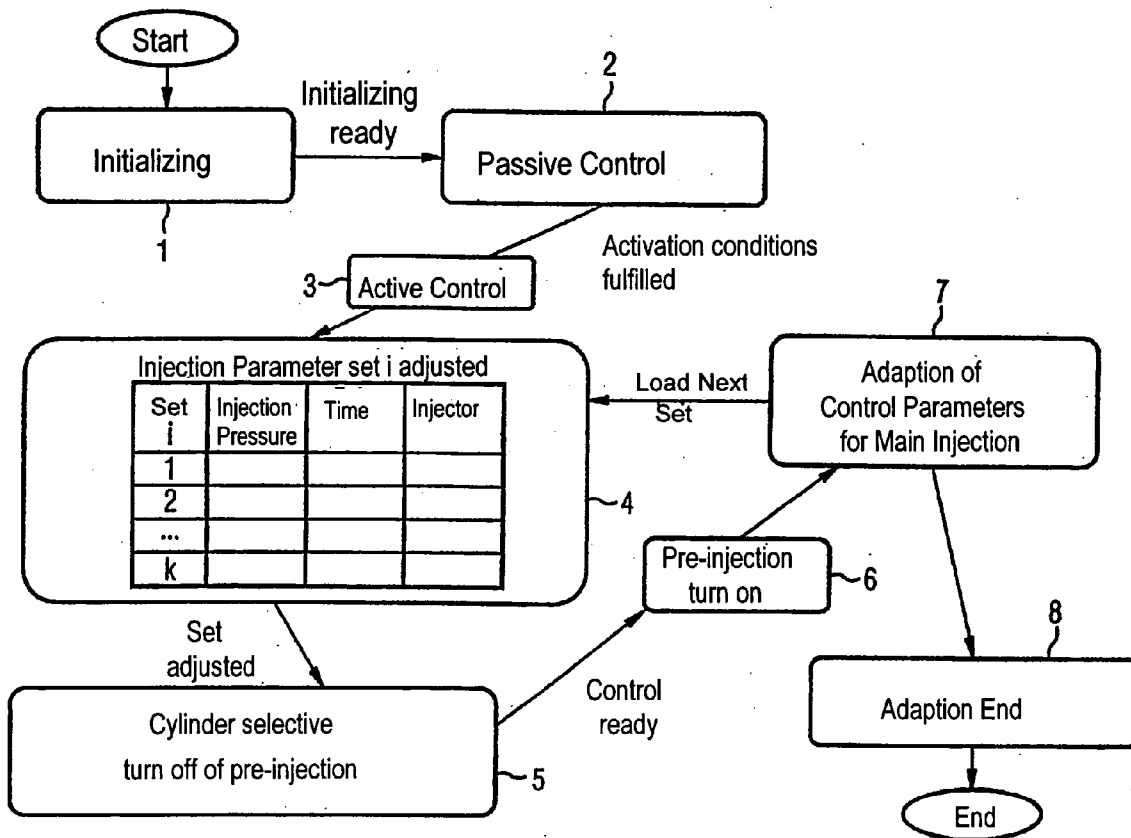 Start
2
Initializing
ready
Initializing
Passive Control
1
Activation conditions
fulfilled
3
Active Control
7
Injection Parameter set i adjusted
Set
i
Injection
Pressure
Time
Injector
1
2
...
k
4
Load Next
Set
Adaption of
Control Parameters
for Main Injection
Pre-injection
turn on
6
Set
adjusted
8
Control
ready
Cylinder selective
turn off of pre-injection
5
Adaption End
End